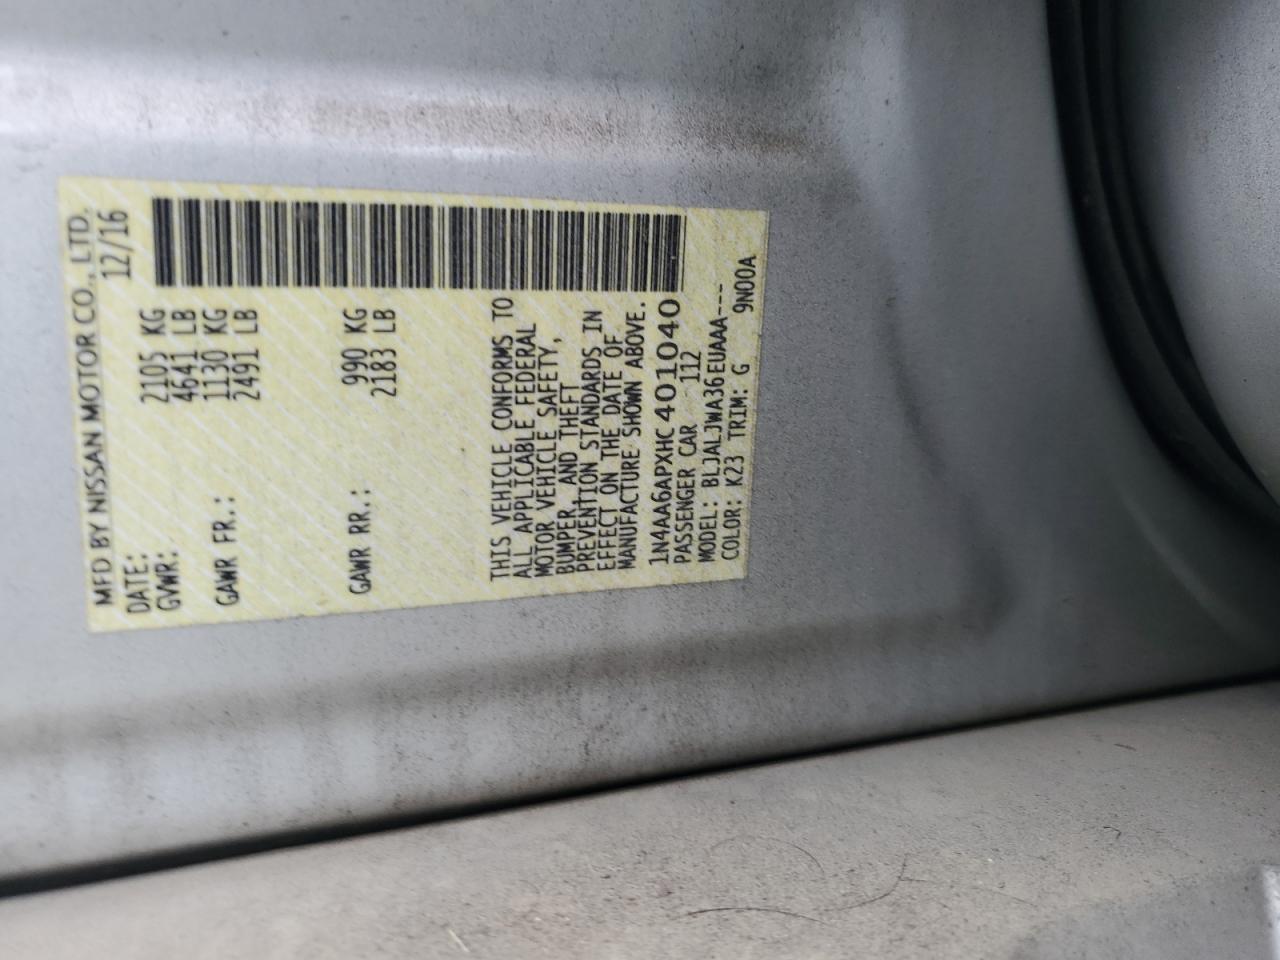 MFD BY NISSAN MOTOR CO., LTD.
DATE: 12/16
GVWR: 2105 KG
4641 LB
GAWR FR.: 1130 KG
2491 LB
GAWR RR.: 990 KG
2183 LB
THIS VEHICLE CONFORMS TO
ALL APPLICABLE FEDERAL
MOTOR VEHICLE SAFETY,
BUMPER, AND THEFT
PREVENTION STANDARDS IN
EFFECT ON THE DATE OF
MANUFACTURE SHOWN ABOVE.
1N4AA6APXHC401040
PASSENGER CAR 112
MODEL: BLJALJWA36EUAAA---
COLOR: K23 TRIM: G 9N00A